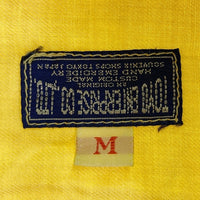 TOYO ENTERPRISE CO. LTD.
AN ORIGINAL
SOUVENIR SHOPS TOKYO JAPAN
CUSTOM MADE
HAND EMBROIDERY
M